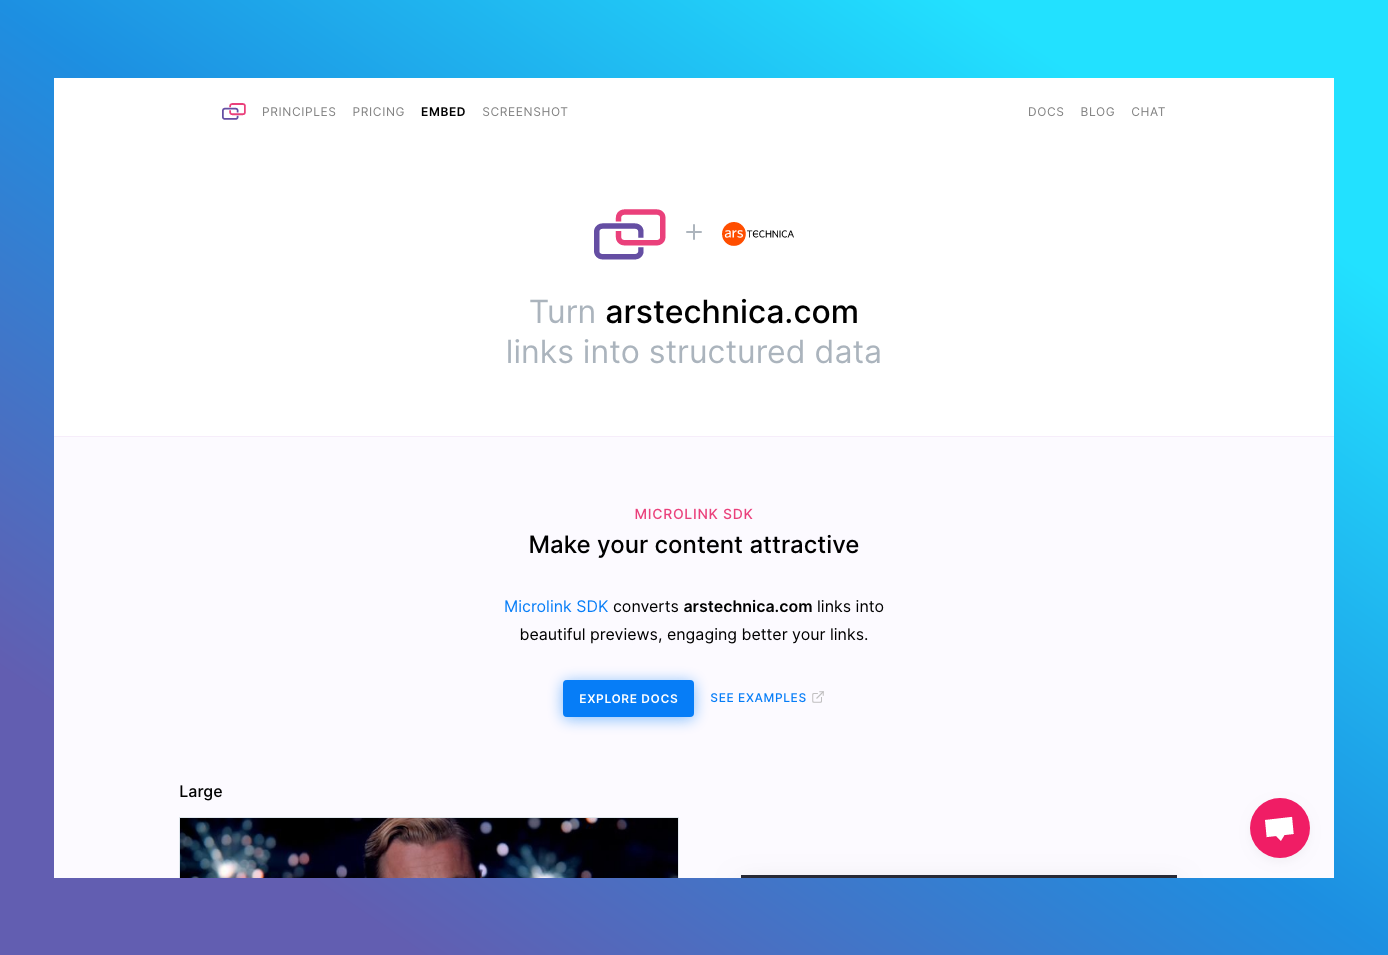 PRINCIPLES PRICING EMBED SCREENSHOT DOCS BLOG CHAT
ars TECHNICA
Turn arstechnica.com
links into structured data
MICROLINK SDK
Make your content attractive
Microlink SDK converts arstechnica.com links into
beautiful previews, engaging better your links.
EXPLORE DOCS SEE EXAMPLES
Large